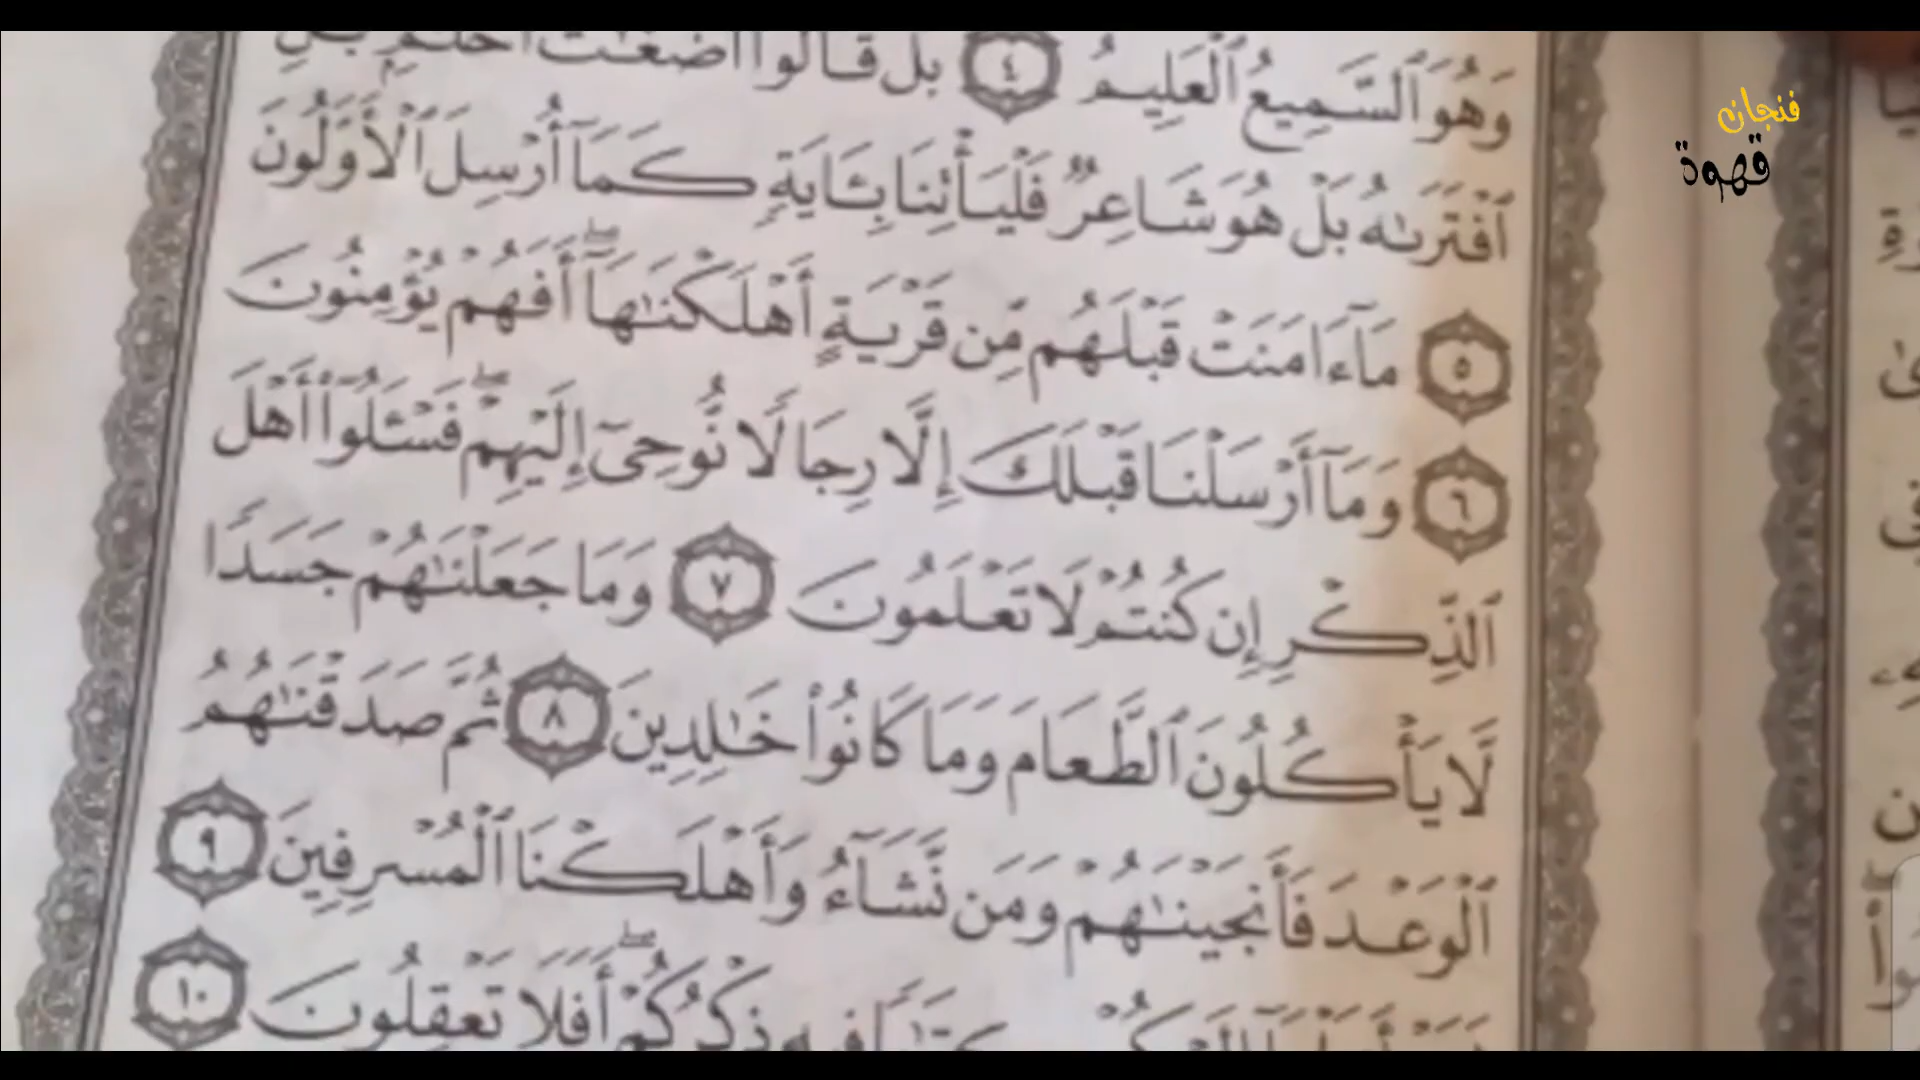 وَهُوَ ٱلسَّمِيعُ ٱلْعَلِيمُ ٤ بَلْ قَالُوٓا۟ أَضْغَٰثُ أَحْلَٰمٍۭ بَلِ
ٱفْتَرَىٰهُ بَلْ هُوَ شَاعِرٌ فَلْيَأْتِنَا بِـَٔايَةٍ كَمَآ أُرْسِلَ ٱلْأَوَّلُونَ
٥ مَآ ءَامَنَتْ قَبْلَهُم مِّن قَرْيَةٍ أَهْلَكْنَٰهَآ ۖ أَفَهُمْ يُؤْمِنُونَ
٦ وَمَآ أَرْسَلْنَا قَبْلَكَ إِلَّا رِجَالًا نُّوحِىٓ إِلَيْهِمْ ۖ فَسْـَٔلُوٓا۟ أَهْلَ
ٱلذِّكْرِ إِن كُنتُمْ لَا تَعْلَمُونَ ٧ وَمَا جَعَلْنَٰهُمْ جَسَدًا
لَّا يَأْكُلُونَ ٱلطَّعَامَ وَمَا كَانُوا۟ خَٰلِدِينَ ٨ ثُمَّ صَدَقْنَٰهُمُ
ٱلْوَعْدَ فَأَنجَيْنَٰهُمْ وَمَن نَّشَآءُ وَأَهْلَكْنَا ٱلْمُسْرِفِينَ ٩
فِيهِ ذِكْرُكُمْ ۖ أَفَلَا تَعْقِلُونَ ١٠
فنجان
قهوة